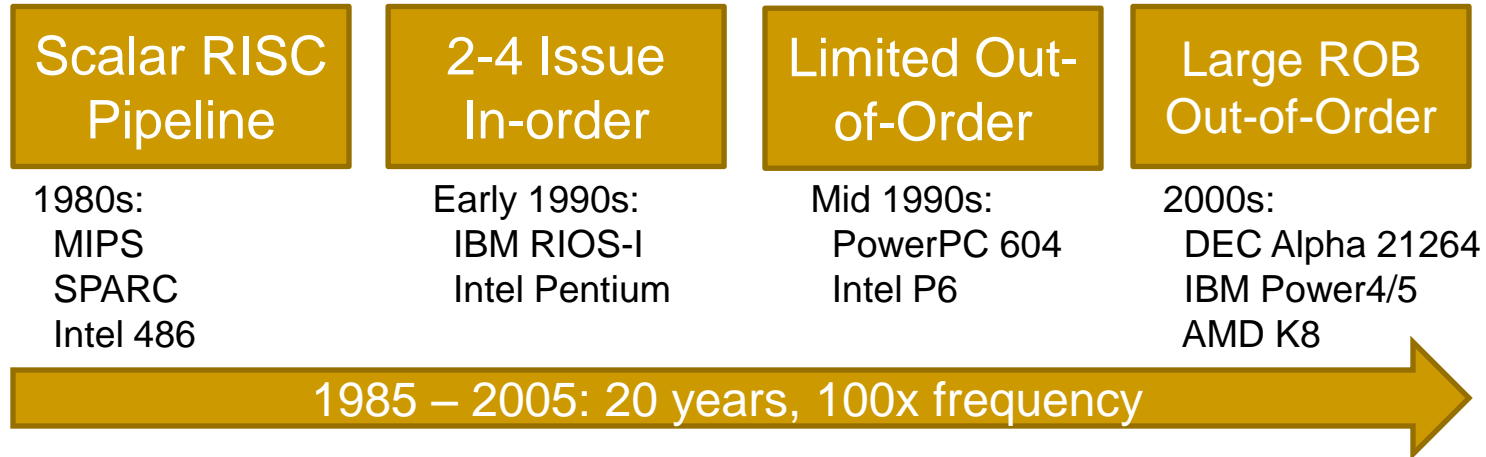 Scalar RISC
Pipeline
2-4 Issue
In-order
Limited Out-
of-Order
Large ROB
Out-of-Order
1980s:
MIPS
SPARC
Intel 486
Early 1990s:
IBM RIOS-I
Intel Pentium
Mid 1990s:
PowerPC 604
Intel P6
2000s:
DEC Alpha 21264
IBM Power4/5
AMD K8
1985 – 2005: 20 years, 100x frequency